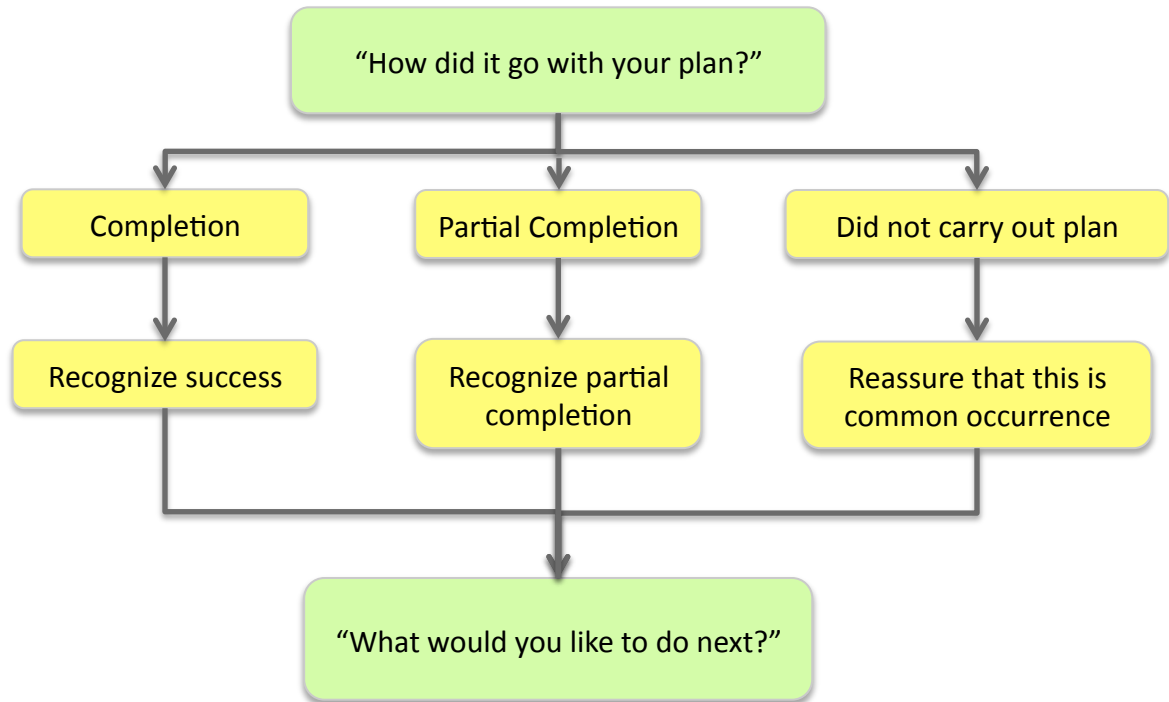 “How did it go with your plan?”
Completion
Partial Completion
Did not carry out plan
Recognize success
Recognize partial
completion
Reassure that this is
common occurrence
“What would you like to do next?”